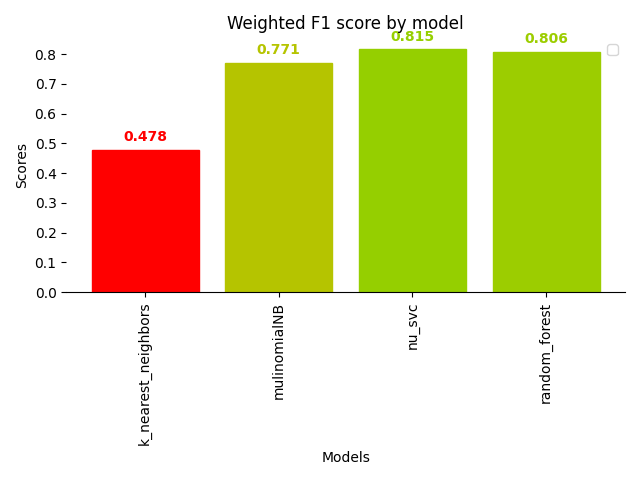 Weighted F1 score by model
0.478
0.771
0.815
0.806
Scores
0.8
0.7
0.6
0.5
0.4
0.3
0.2
0.1
0.0
k_nearest_neighbors
mulinomialNB
nu_svc
random_forest
Models